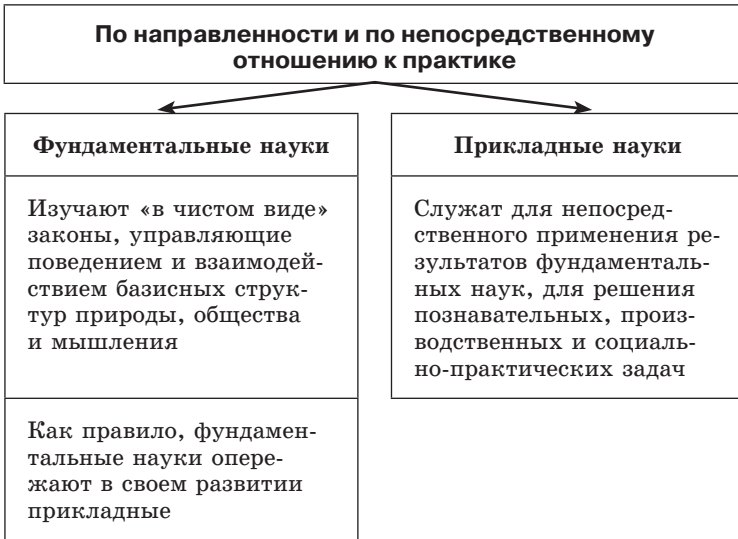 По направленности и по непосредственному
отношению к практике
Фундаментальные науки
Изучают «в чистом виде»
законы, управляющие
поведением и взаимодей-
ствием базисных струк-
тур природы, общества
и мышления
Как правило, фундамен-
тальные науки опере-
жают в своем развитии
прикладные
Прикладные науки
Служат для непосред-
ственного применения ре-
зультатов фундаменталь-
ных наук, для решения
познавательных, произ-
водственных и социаль-
но-практических задач